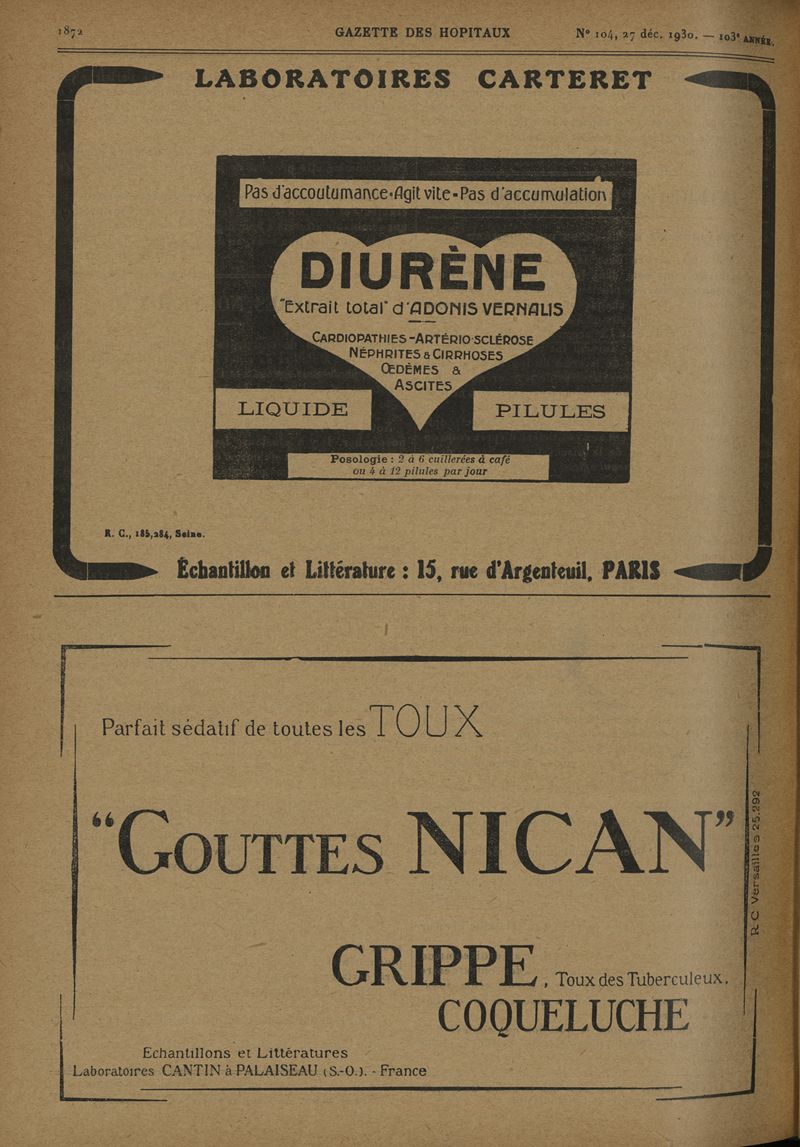 1872 GAZETTE DES HOPITAUX Nº 104, 27 déc. 1930. — 103e ANNÉE.
LABORATOIRES CARTERET
Pas d'accoutumance-Agit vite-Pas d'accumulation
DIURÈNE
"Extrait total" d'ADONIS VERNALIS
CARDIOPATHIES-ARTÉRIO-SCLÉROSE
NÉPHRITES & CIRRHOSES
ŒDÈMES &
ASCITES
LIQUIDE PILULES
Posologie : 2 à 6 cuillerées à café
ou 4 à 12 pilules par jour
R. C., 185,284, Seine.
Échantillon et Littérature : 15, rue d'Argenteuil, PARIS
Parfait sédatif de toutes les TOUX
"GOUTTES NICAN"
R C Versailles 25.292
GRIPPE, Toux des Tuberculeux,
COQUELUCHE
Echantillons et Littératures
Laboratoires CANTIN à PALAISEAU (S.-O.). - France